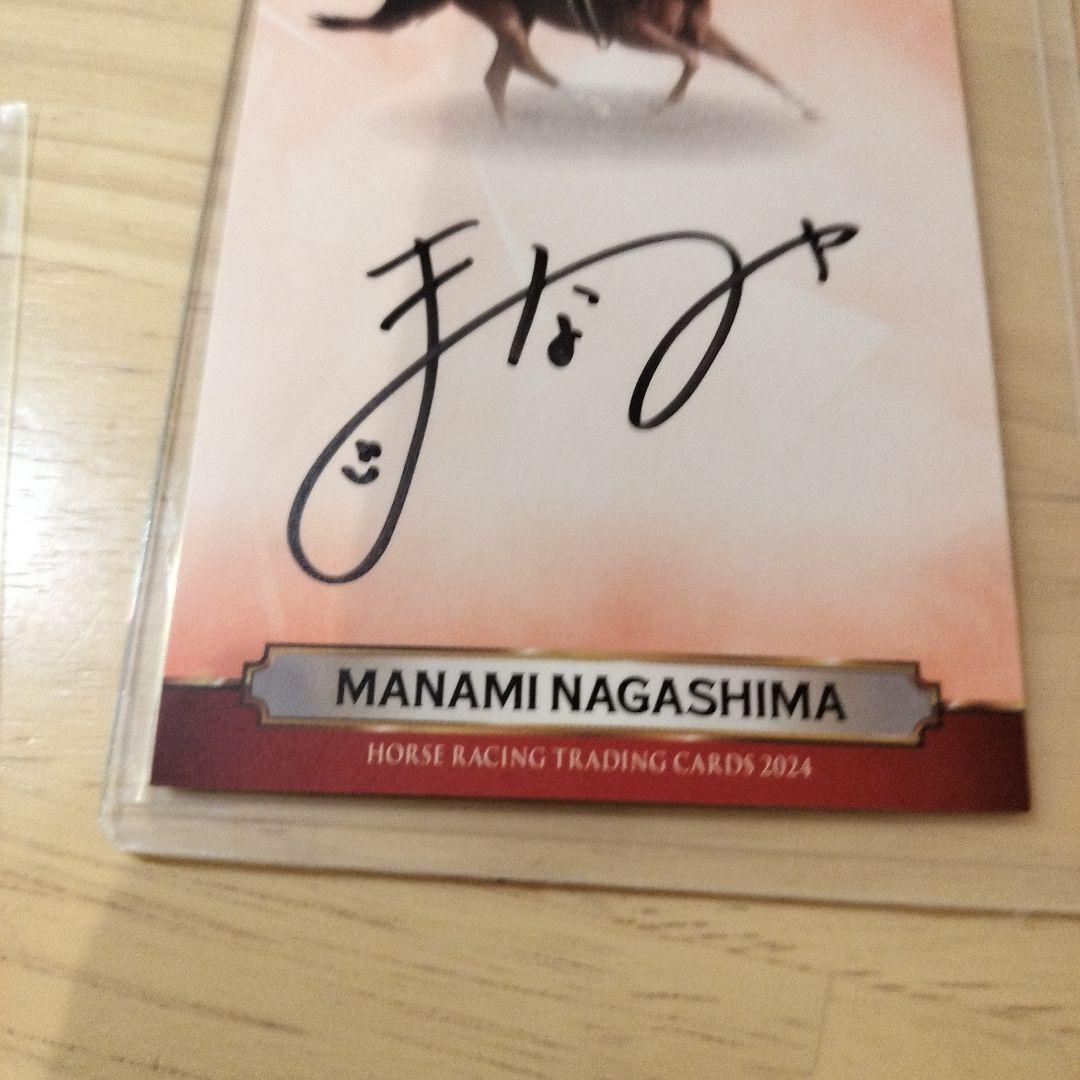 まなみ
MANAMI NAGASHIMA
HORSE RACING TRADING CARDS 2024